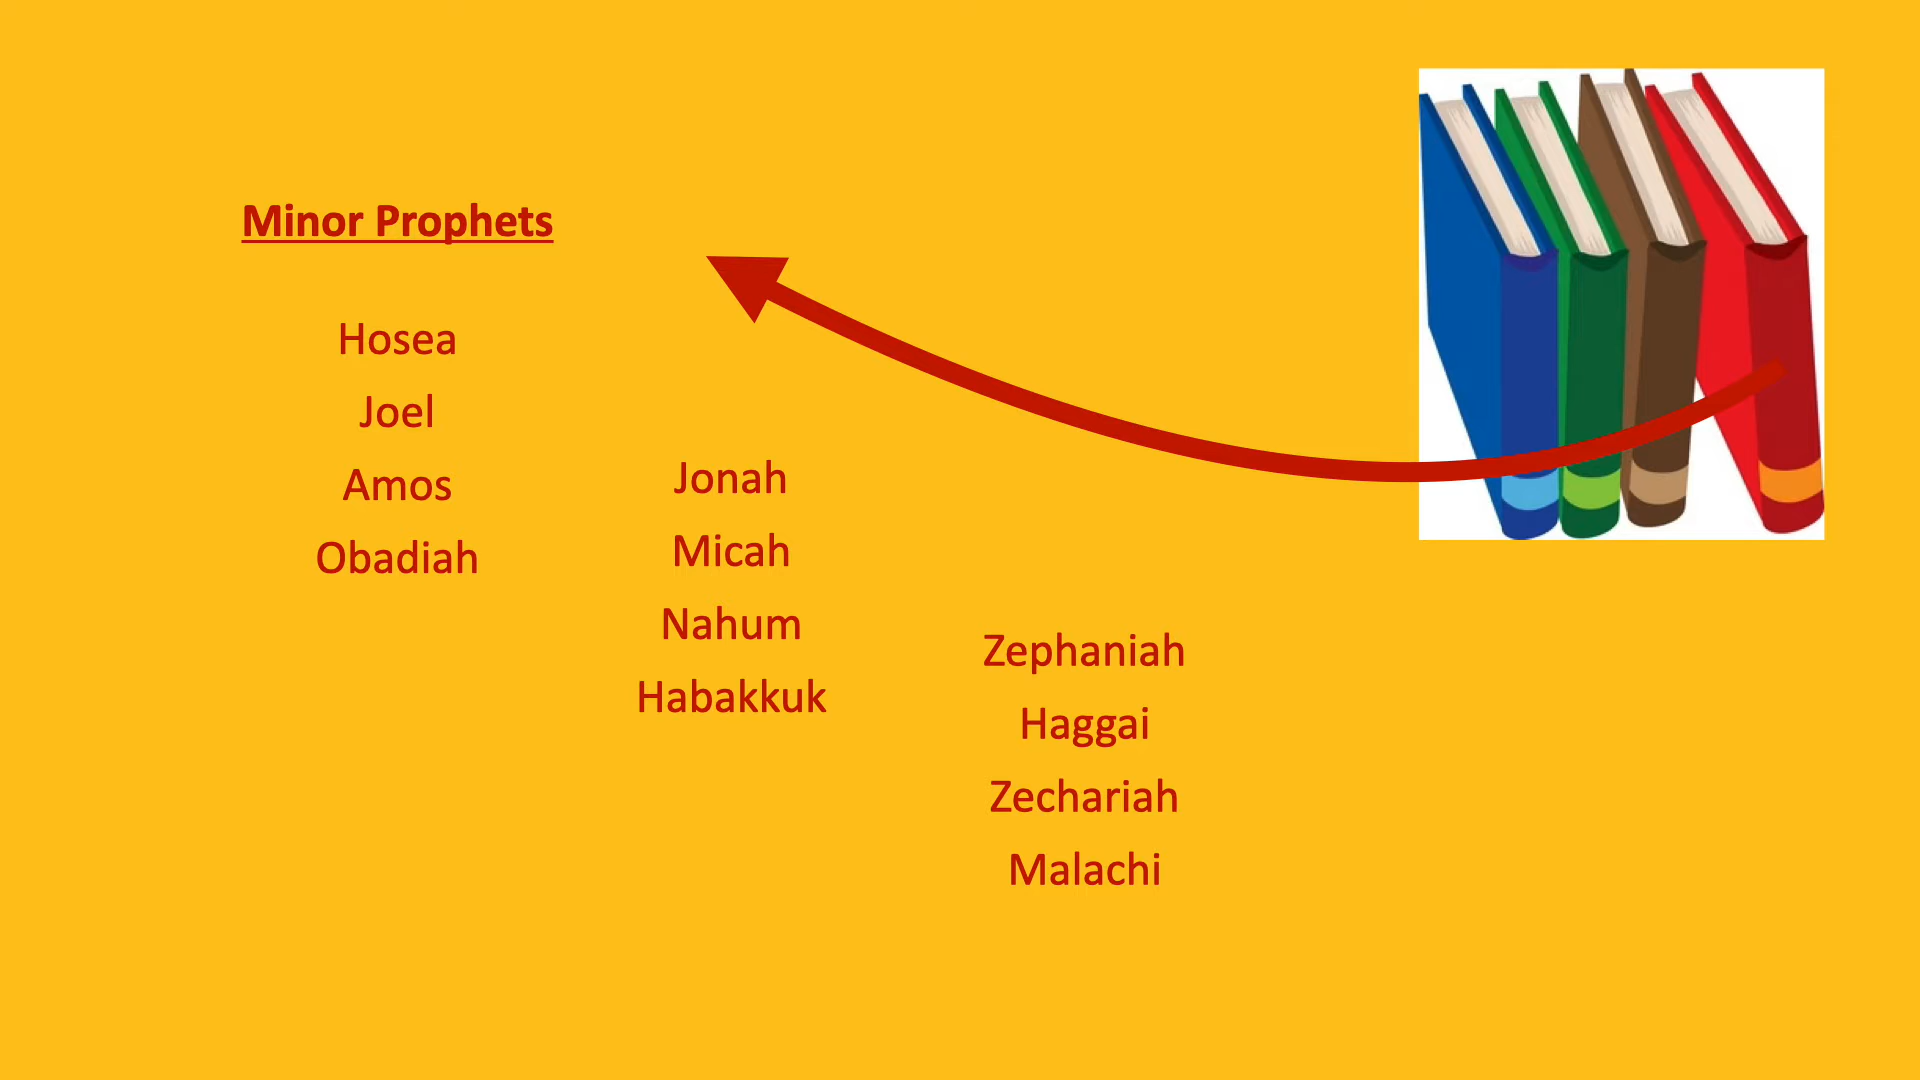 Minor Prophets
Hosea
Joel
Amos
Obadiah
Jonah
Micah
Nahum
Habakkuk
Zephaniah
Haggai
Zechariah
Malachi